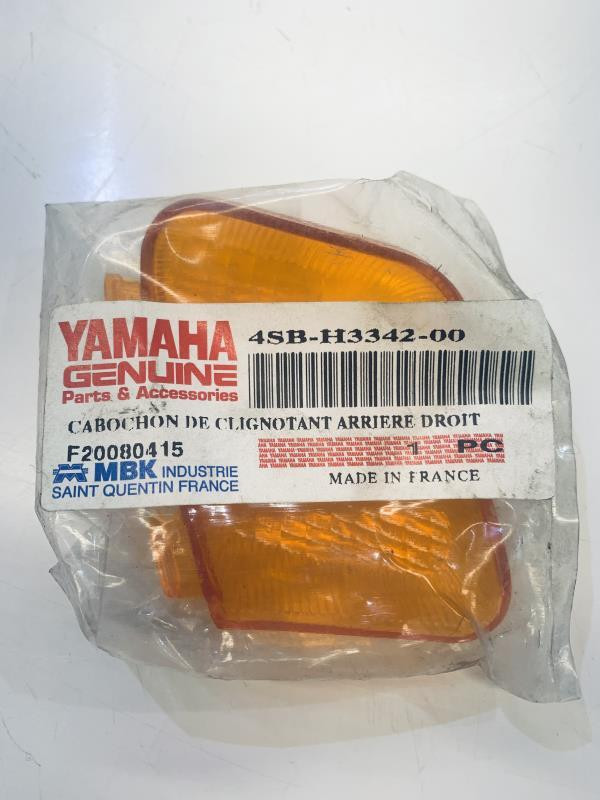 YAMAHA
GENUINE
Parts & Accessories
4SB-H3342-00
CABOCHON DE CLIGNOTANT ARRIERE DROIT
F20080415
1 PC
MBK INDUSTRIE
SAINT QUENTIN FRANCE
MADE IN FRANCE